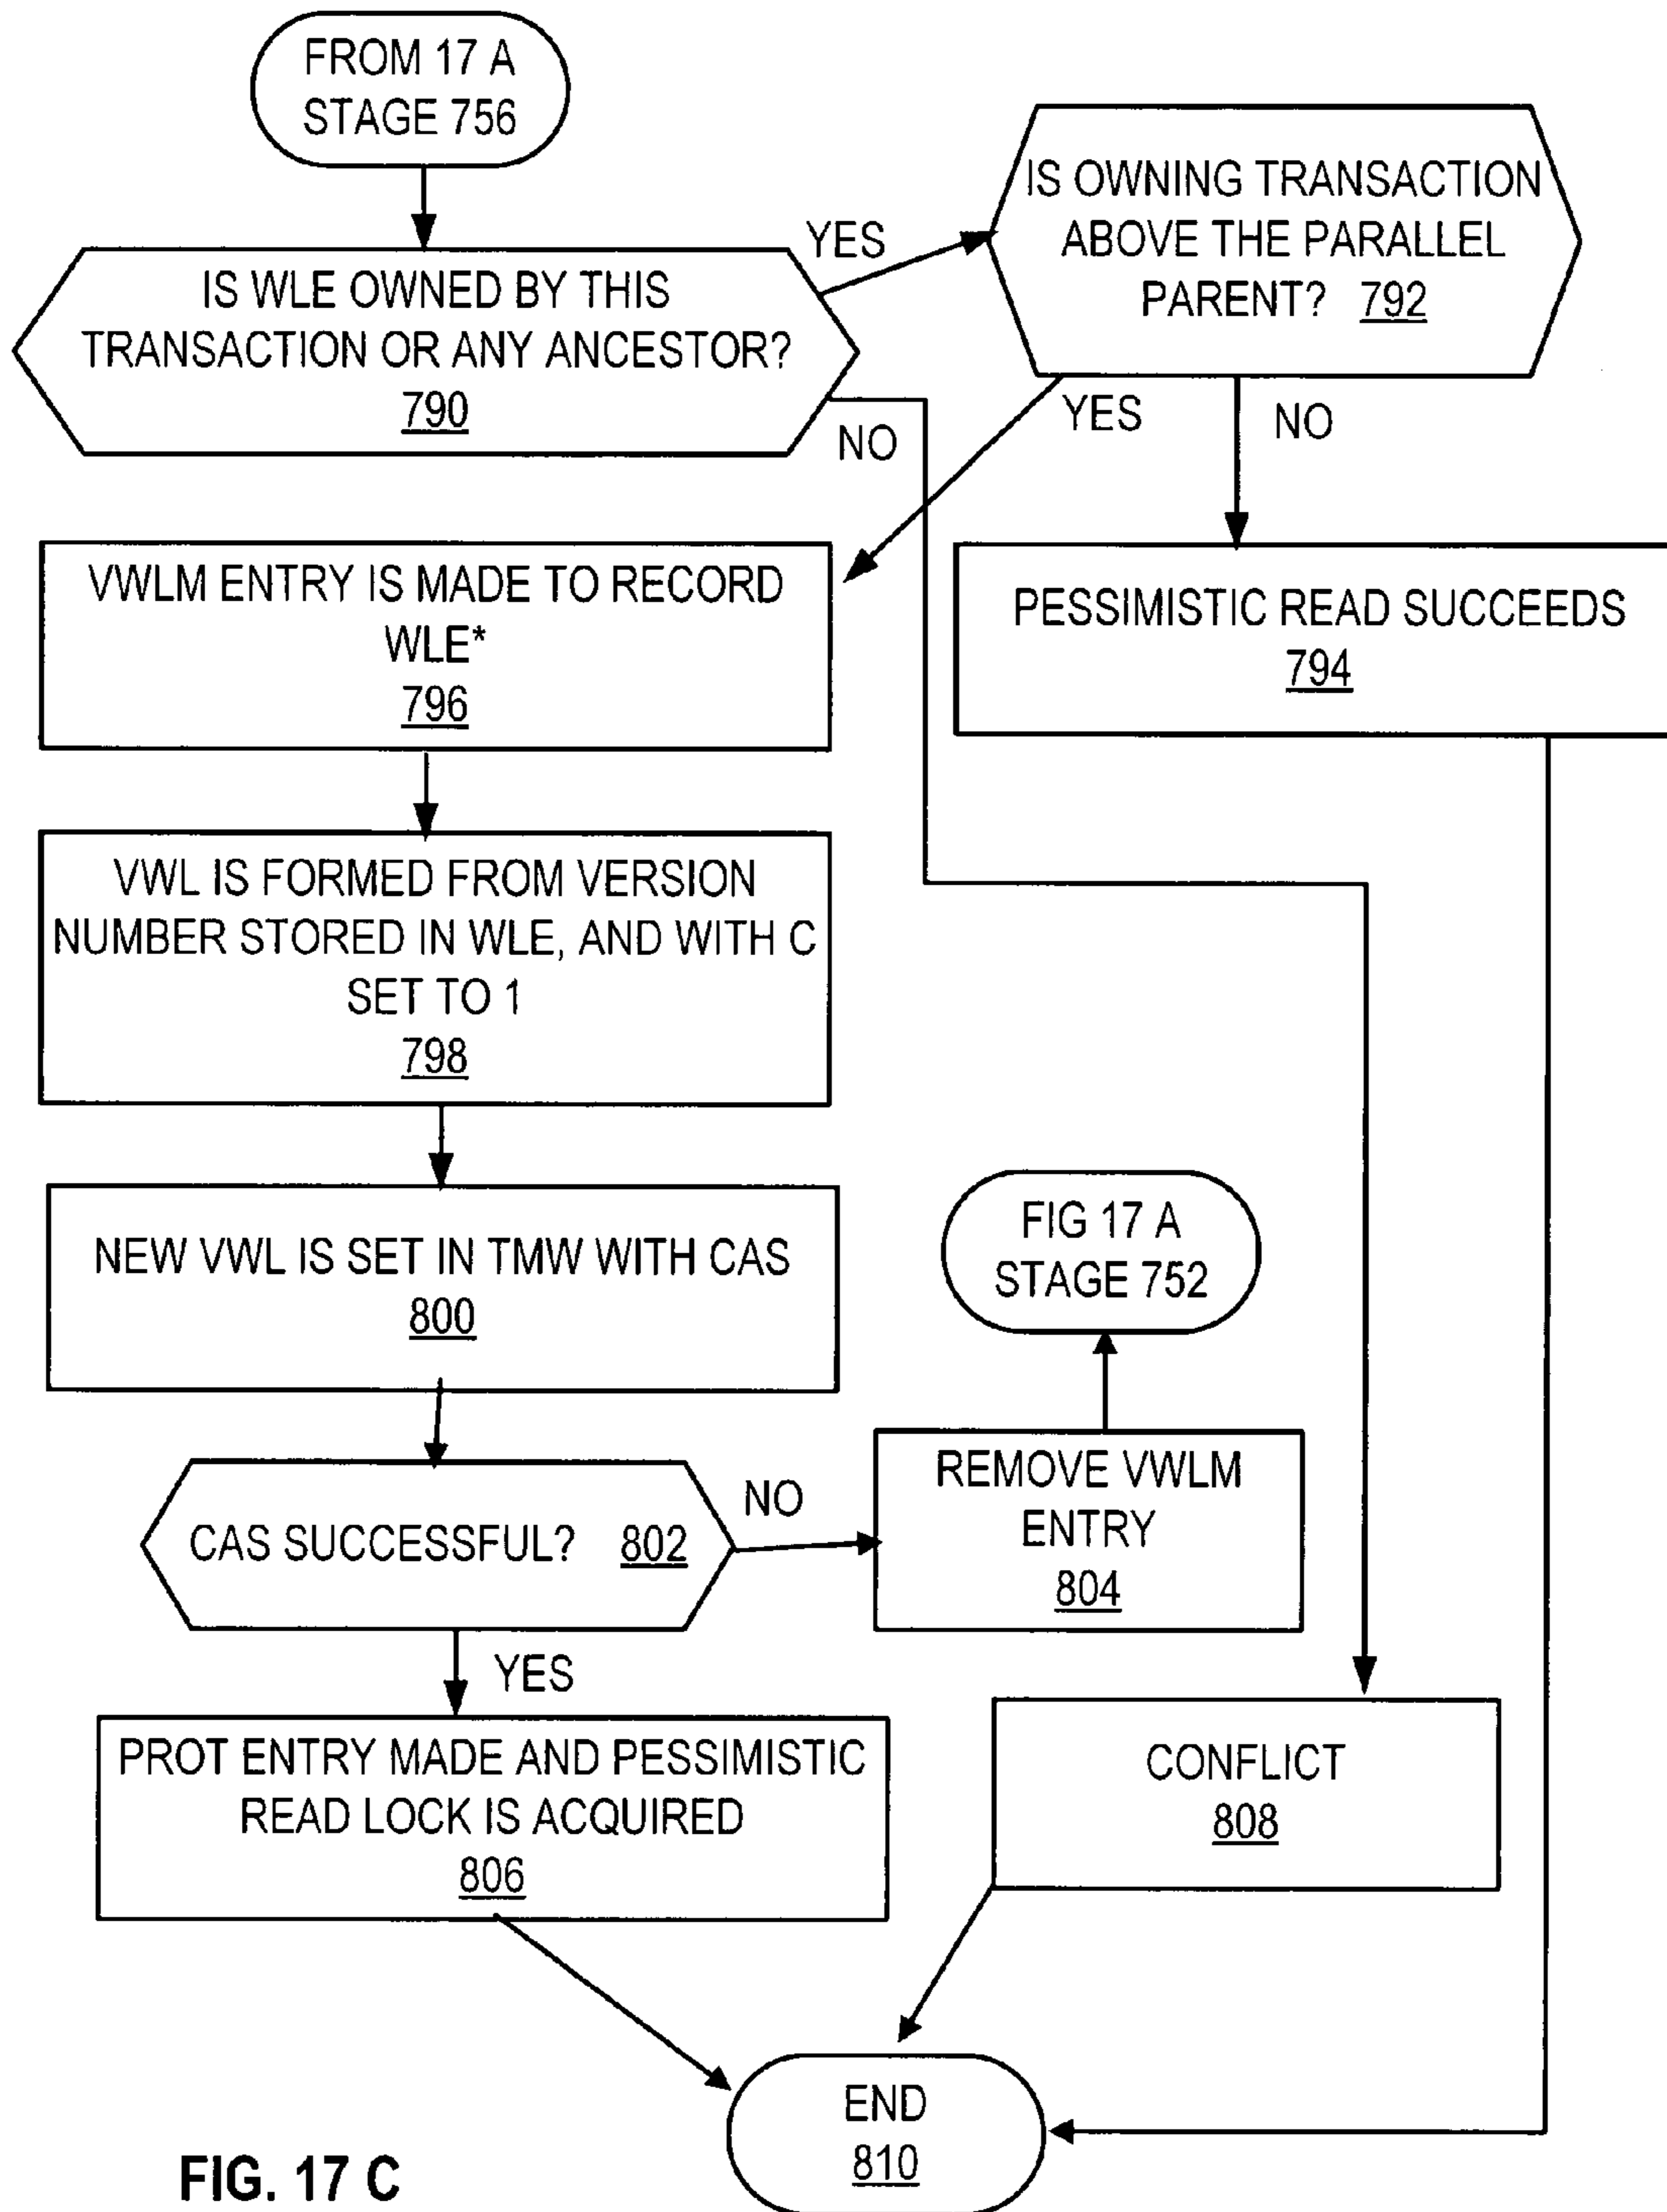 FROM 17 A
STAGE 756
IS WLE OWNED BY THIS
TRANSACTION OR ANY ANCESTOR?
790
YES
NO
IS OWNING TRANSACTION
ABOVE THE PARALLEL
PARENT? 792
YES
NO
VWLM ENTRY IS MADE TO RECORD
WLE*
796
PESSIMISTIC READ SUCCEEDS
794
VWL IS FORMED FROM VERSION
NUMBER STORED IN WLE, AND WITH C
SET TO 1
798
NEW VWL IS SET IN TMW WITH CAS
800
FIG 17 A
STAGE 752
CAS SUCCESSFUL? 802
NO
YES
REMOVE VWLM
ENTRY
804
PROT ENTRY MADE AND PESSIMISTIC
READ LOCK IS ACQUIRED
806
CONFLICT
808
END
810
FIG. 17 C